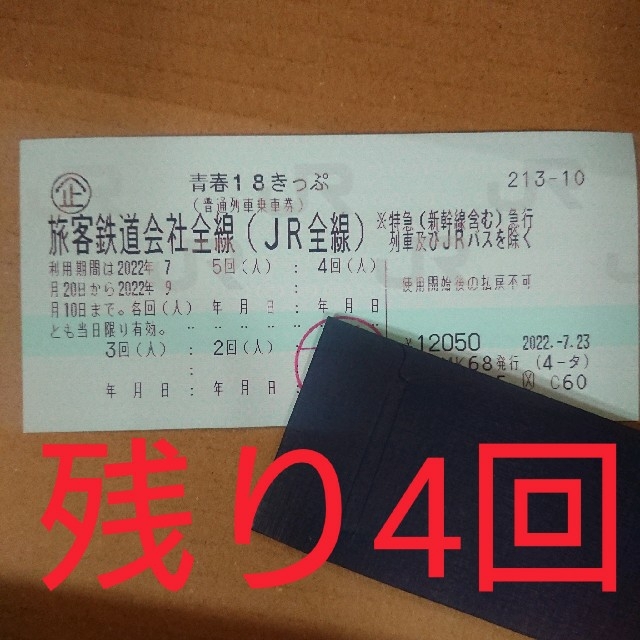 企
青春18きっぷ
213-10
(普通列車乗車券)
旅客鉄道会社全線(JR全線)
※特急(新幹線含む)急行
列車及びJRバスを除く
利用期間は2022年7
月20日から2022年9
月10日まで。各回(人)
とも当日限り有効。
5回(人) : 4回(人)
:
年 月 日 : 年 月 日
‥ ‥ ‥ ‥ ‥ ‥
3回(人) : 2回(人) :
:
年 月 日 : 年 月 日
使用開始後の払戻不可
¥12050 2022.-7.23
K68発行 (4-タ)
C60
残り4回